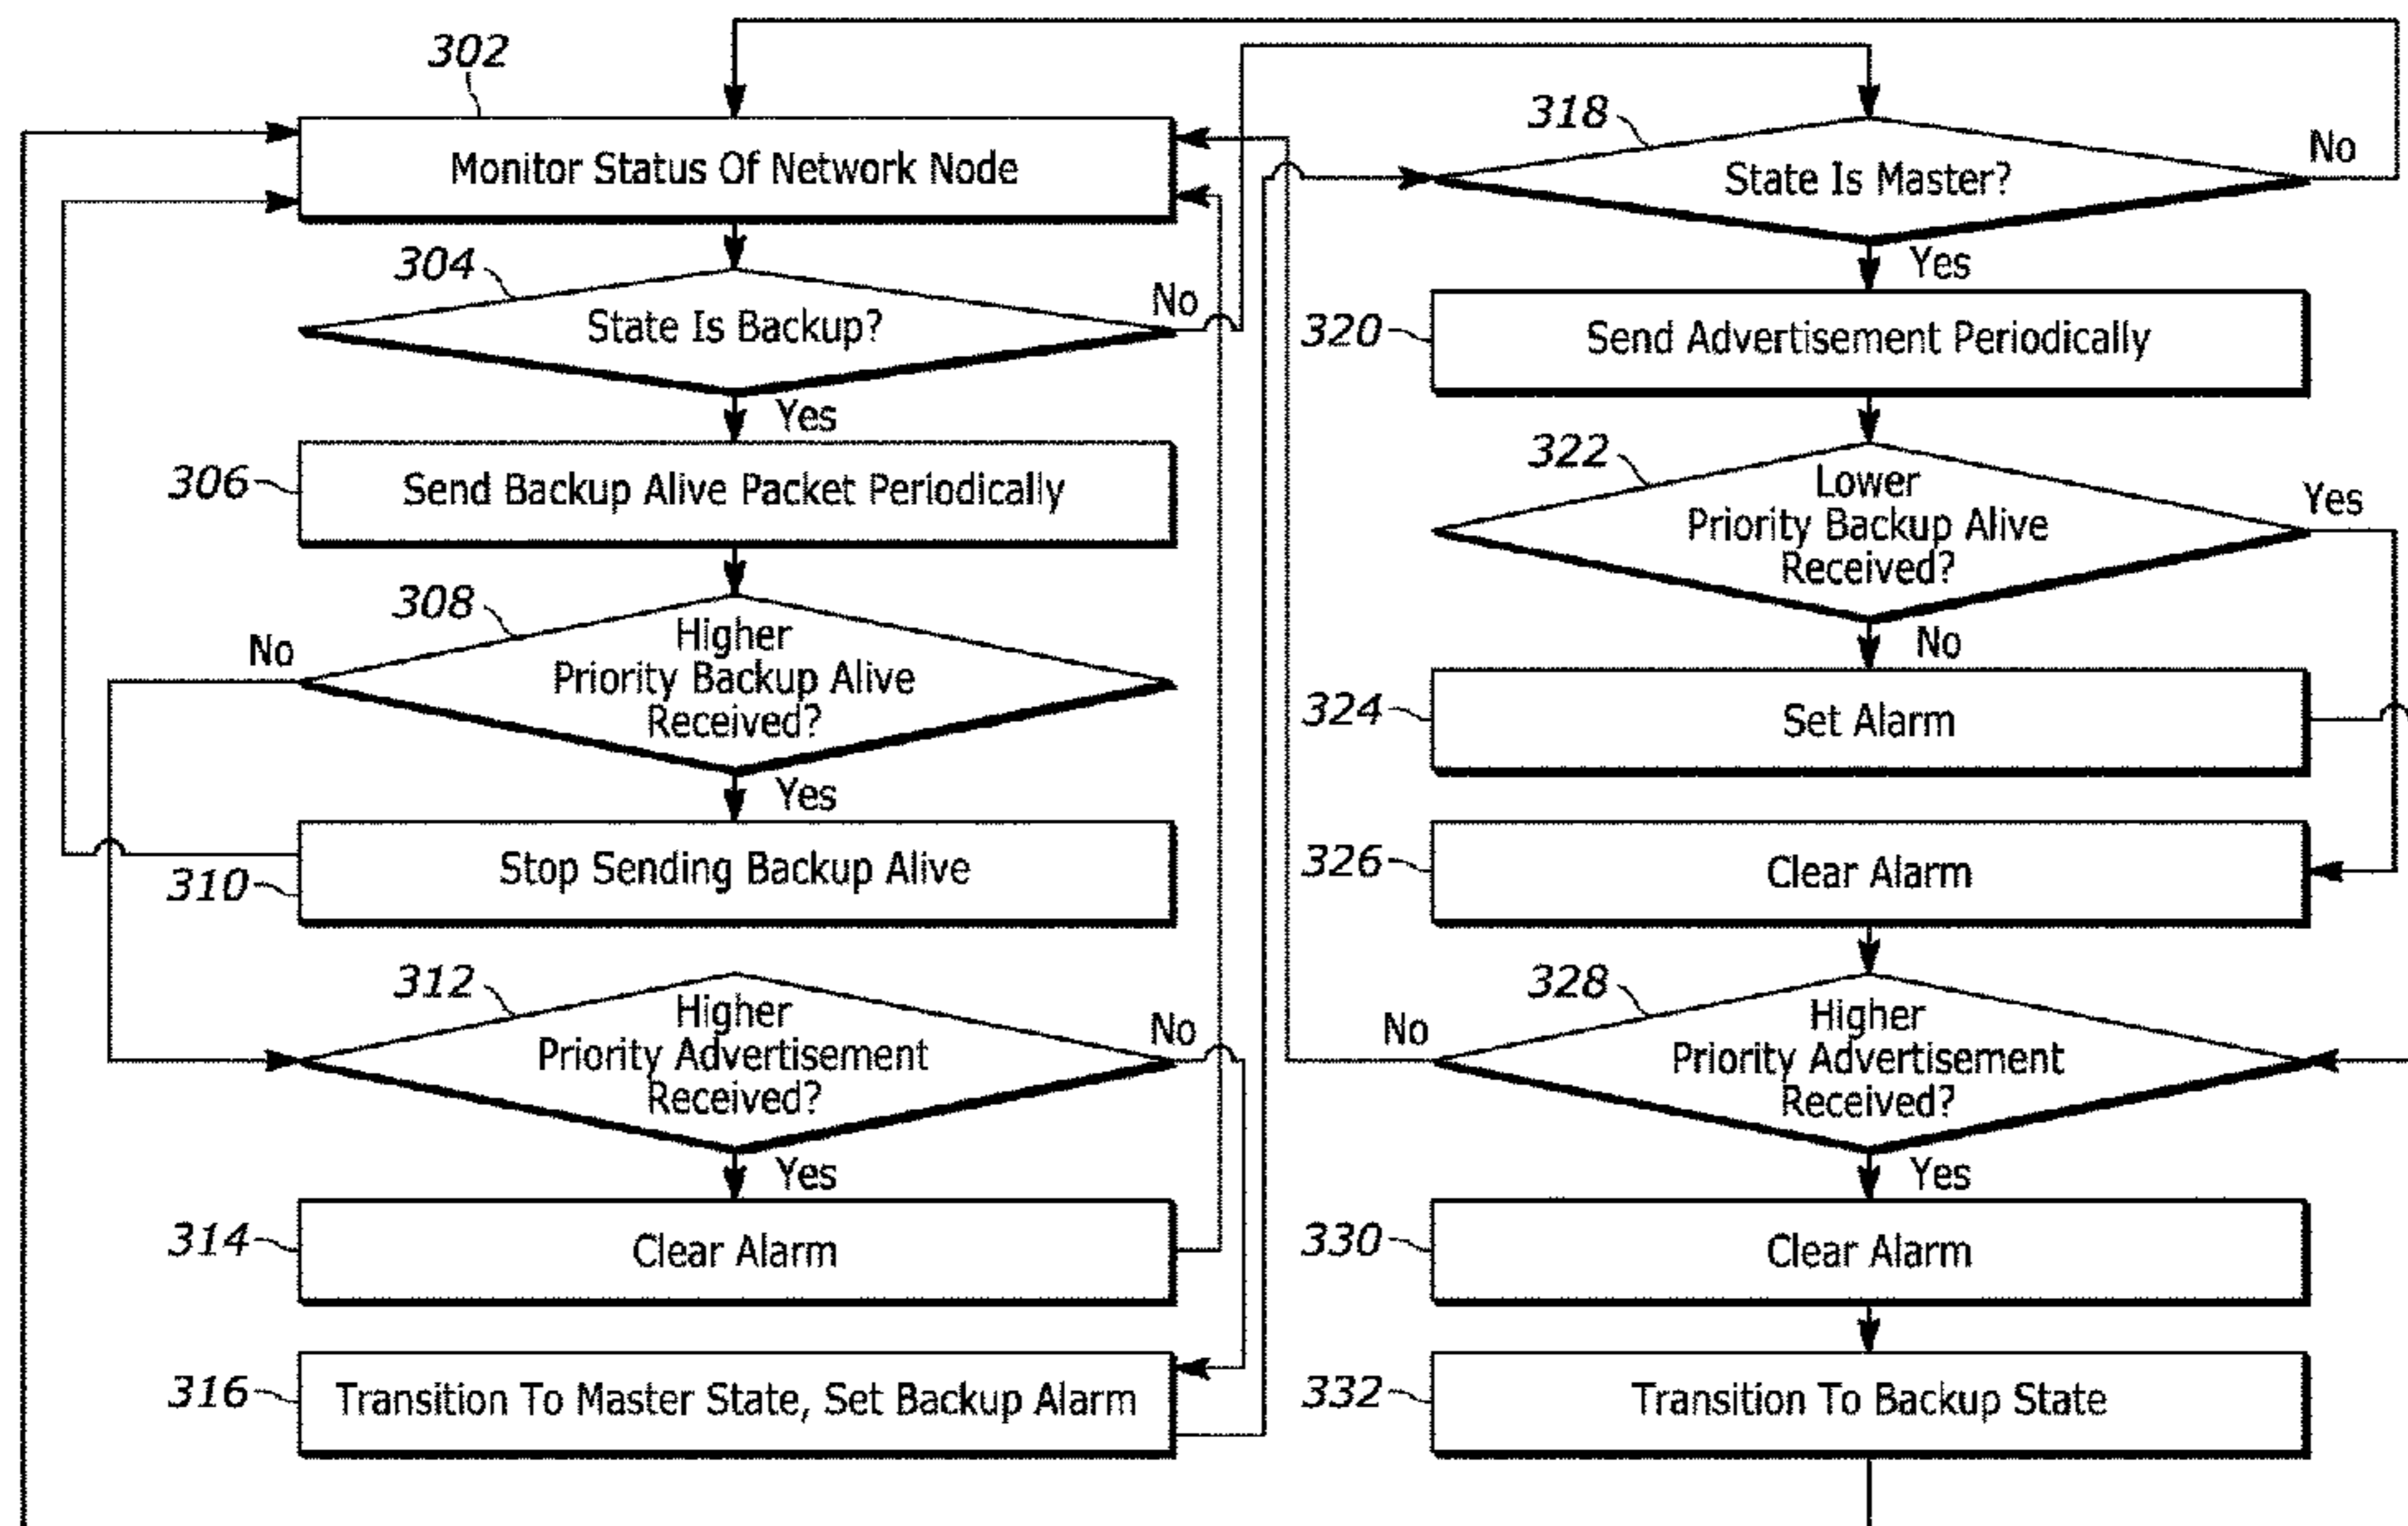 302
Monitor Status Of Network Node
304
State Is Backup?
No
Yes
306
Send Backup Alive Packet Periodically
308
Higher
Priority Backup Alive
Received?
No
Yes
310
Stop Sending Backup Alive
312
Higher
Priority Advertisement
Received?
No
Yes
314
Clear Alarm
316
Transition To Master State, Set Backup Alarm
318
State Is Master?
No
Yes
320
Send Advertisement Periodically
322
Lower
Priority Backup Alive
Received?
Yes
No
324
Set Alarm
326
Clear Alarm
328
Higher
Priority Advertisement
Received?
No
Yes
330
Clear Alarm
332
Transition To Backup State